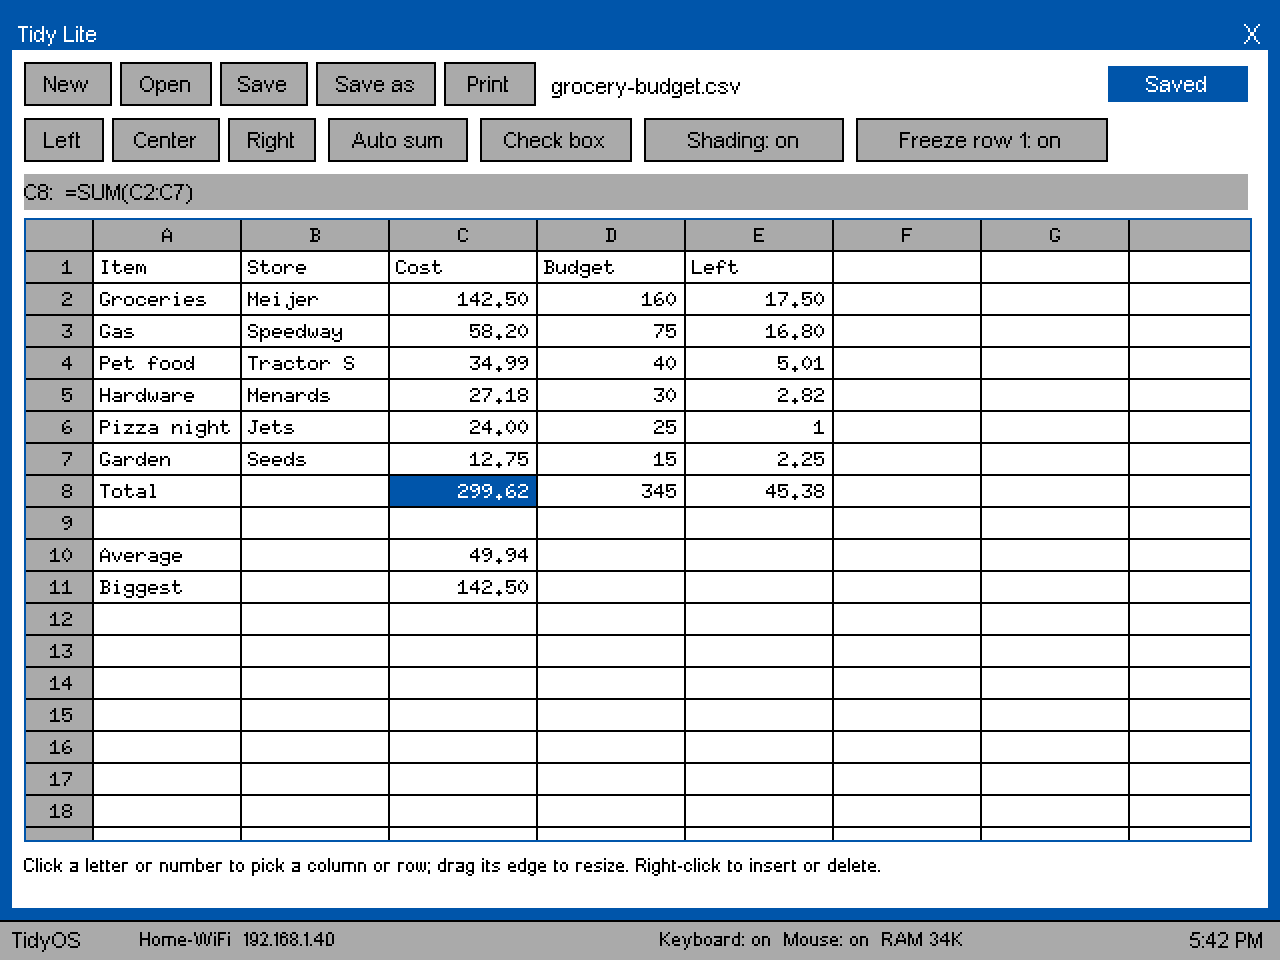 Tidy Lite X
New Open Save Save as Print grocery-budget.csv Saved
Left Center Right Auto sum Check box Shading: on Freeze row 1: on
C8: =SUM(C2:C7)
A B C D E F G
1 Item Store Cost Budget Left
2 Groceries Meijer 142.50 160 17.50
3 Gas Speedway 58.20 75 16.80
4 Pet food Tractor S 34.99 40 5.01
5 Hardware Menards 27.18 30 2.82
6 Pizza night Jets 24.00 25 1
7 Garden Seeds 12.75 15 2.25
8 Total 299.62 345 45.38
9
10 Average 49.94
11 Biggest 142.50
12
13
14
15
16
17
18
Click a letter or number to pick a column or row; drag its edge to resize. Right-click to insert or delete.
TidyOS Home-WiFi 192.168.1.40 Keyboard: on Mouse: on RAM 34K 5:42 PM